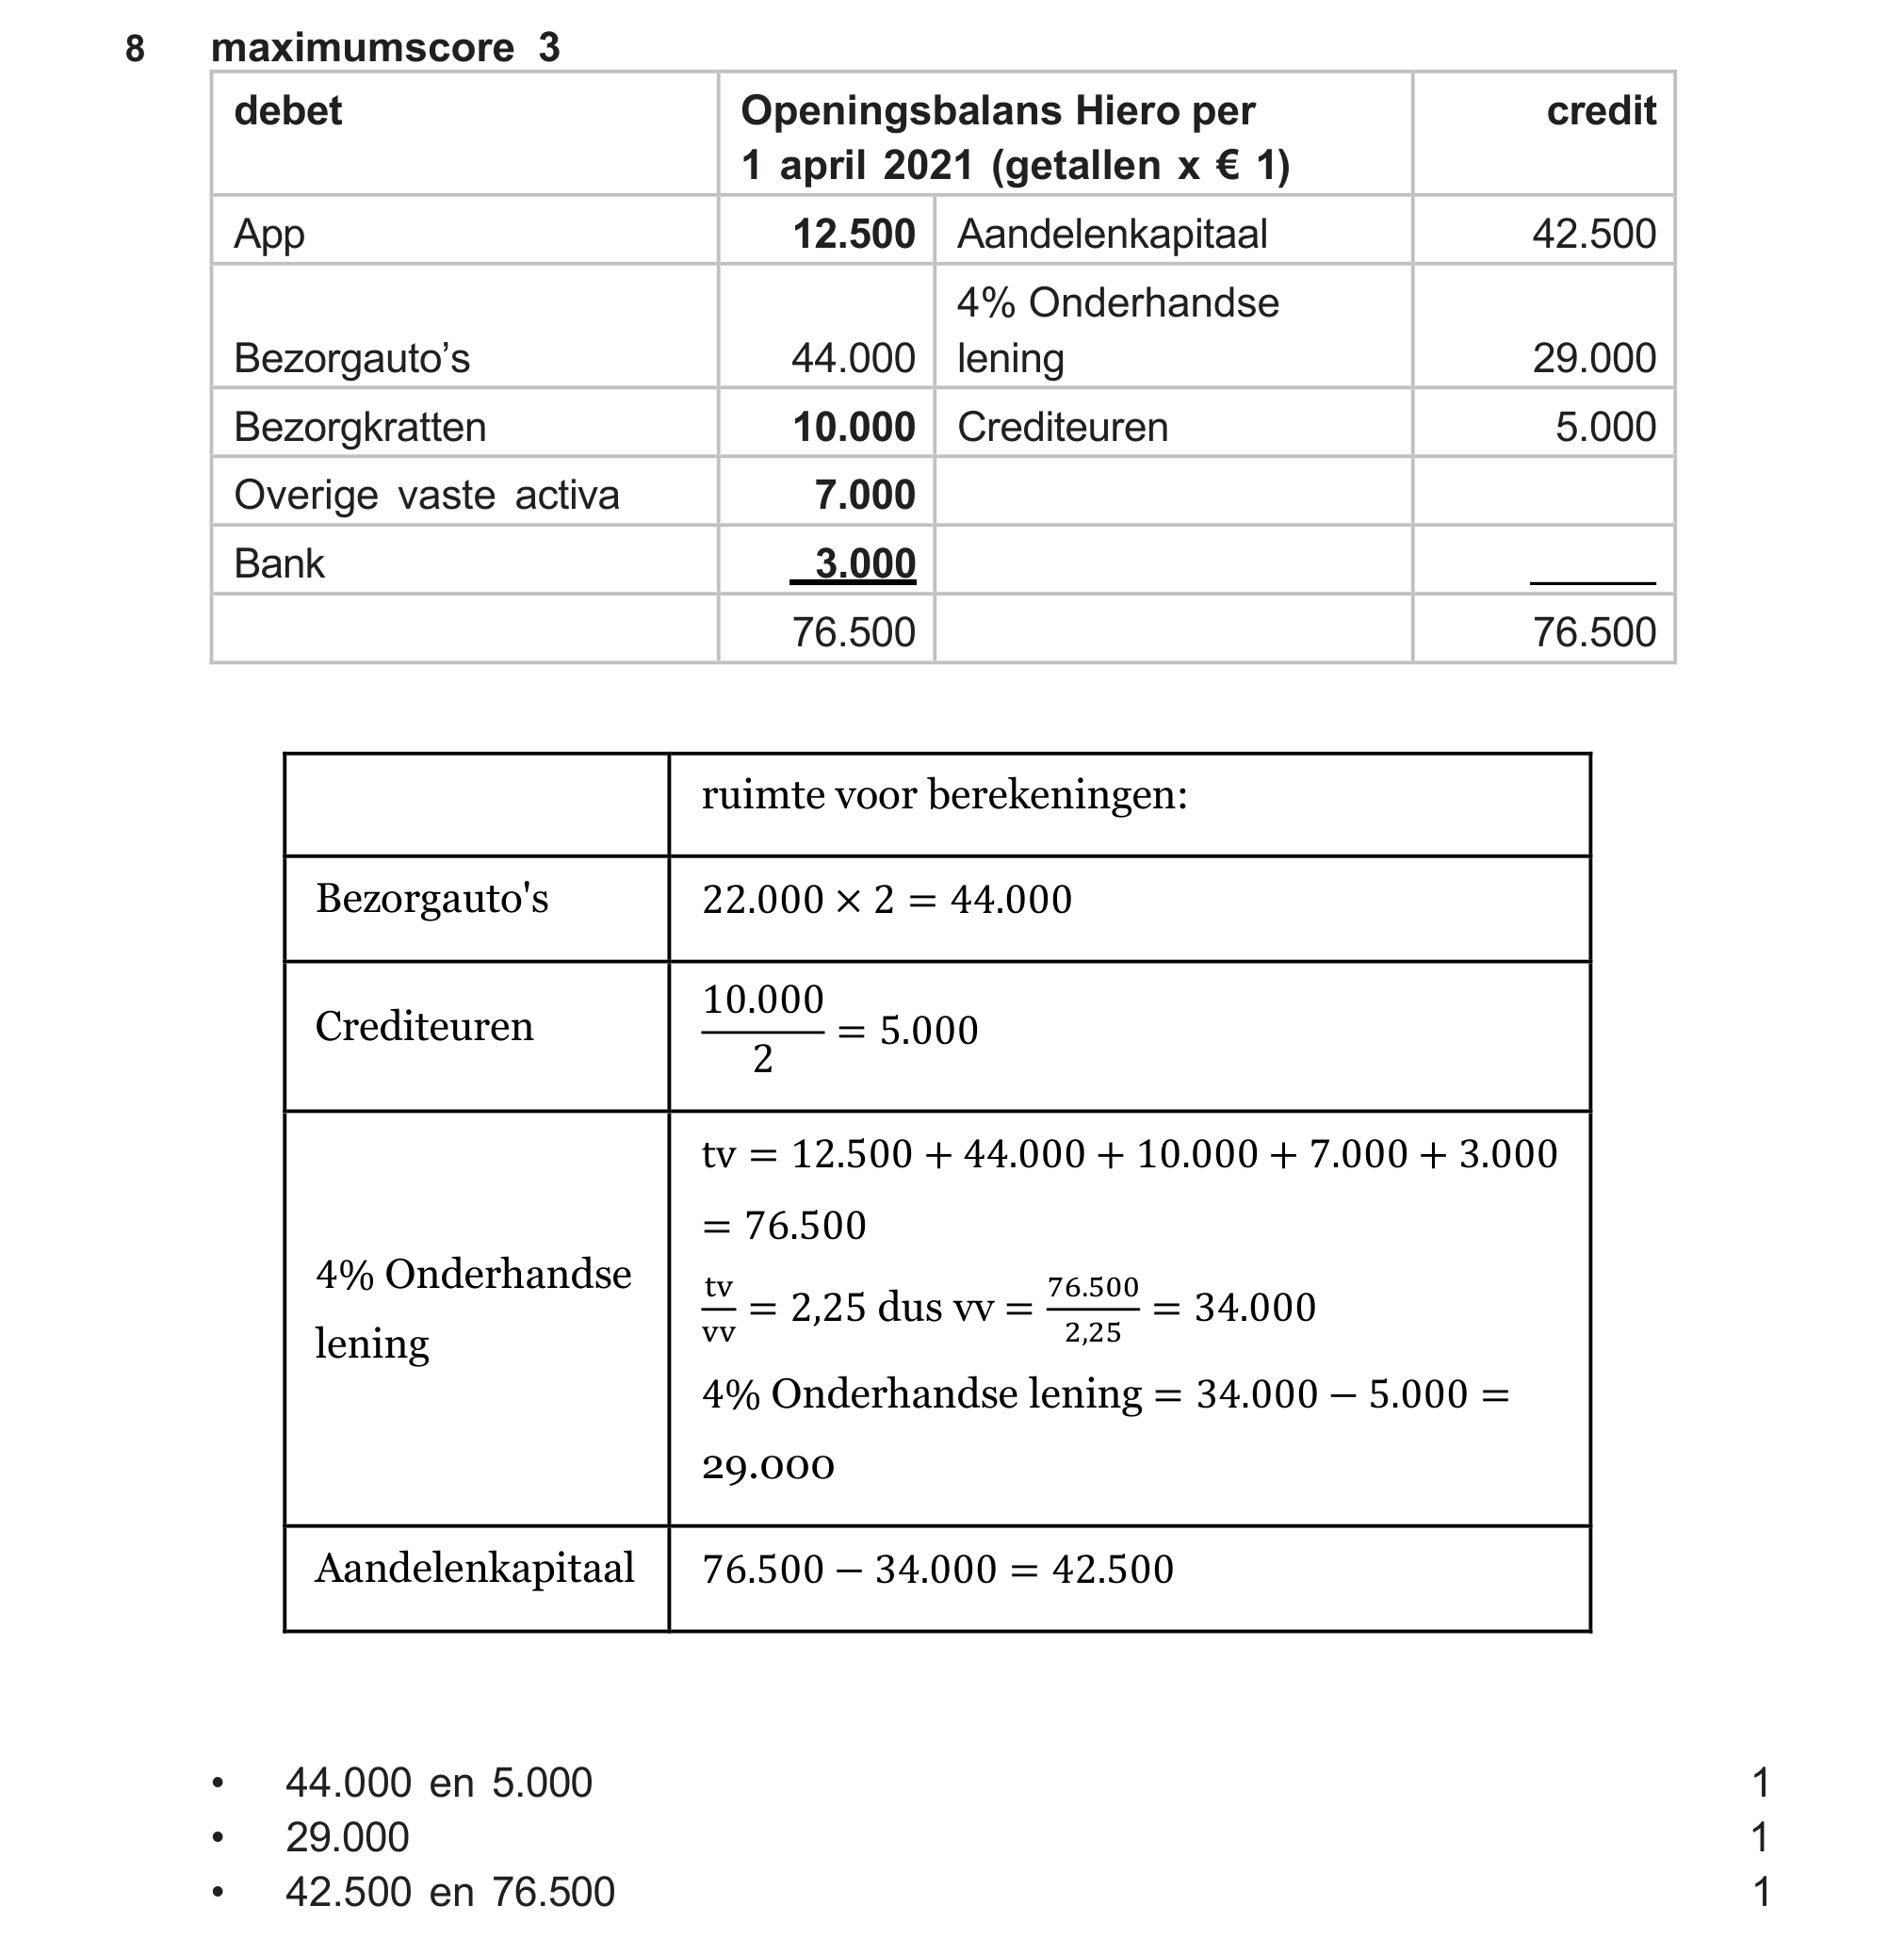 8 maximumscore 3
debet Openingsbalans Hiero per credit
1 april 2021 (getallen x € 1)
App 12.500 Aandelenkapitaal 42.500
4% Onderhandse
Bezorgauto’s 44.000 lening 29.000
Bezorgkratten 10.000 Crediteuren 5.000
Overige vaste activa 7.000
Bank 3.000
76.500 76.500
ruimte voor berekeningen:
Bezorgauto's 22.000 × 2 = 44.000
Crediteuren 10.000/2 = 5.000
4% Onderhandse lening
tv = 12.500 + 44.000 + 10.000 + 7.000 + 3.000
= 76.500
tv/vv = 2,25 dus vv = 76.500/2,25 = 34.000
4% Onderhandse lening = 34.000 − 5.000 =
29.000
Aandelenkapitaal 76.500 − 34.000 = 42.500
• 44.000 en 5.000 1
• 29.000 1
• 42.500 en 76.500 1